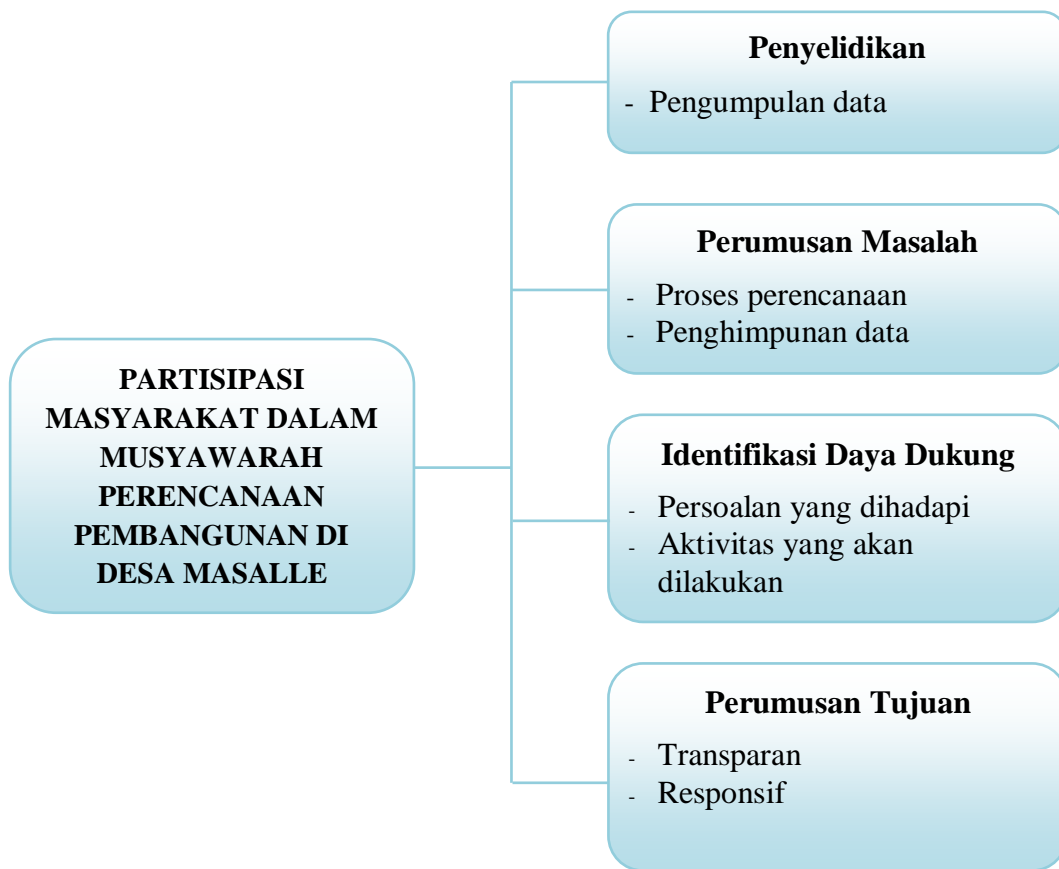 Penyelidikan
- Pengumpulan data
Perumusan Masalah
- Proses perencanaan
- Penghimpunan data
PARTISIPASI
MASYARAKAT DALAM
MUSYAWARAH
PERENCANAAN
PEMBANGUNAN DI
DESA MASALLE
Identifikasi Daya Dukung
- Persoalan yang dihadapi
- Aktivitas yang akan
dilakukan
Perumusan Tujuan
- Transparan
- Responsif